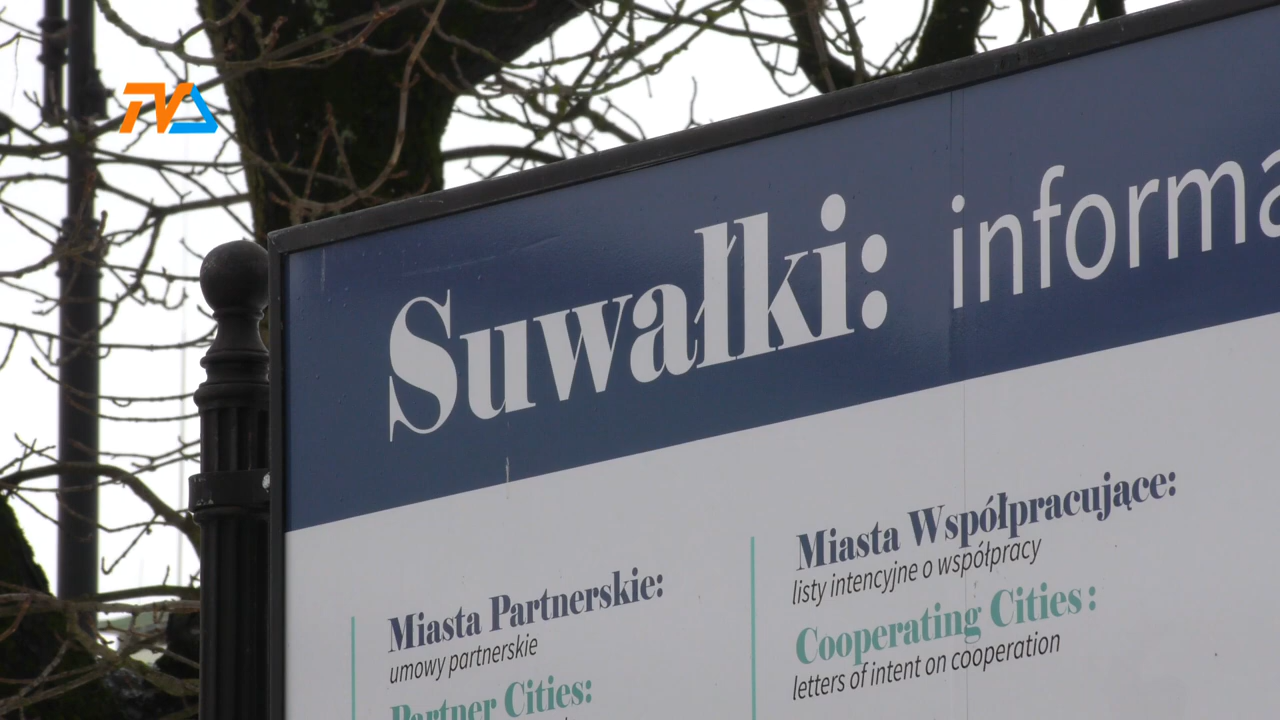 TVA
Suwałki: informa
Miasta Partnerskie:
umowy partnerskie
Partner Cities:
Miasta Współpracujące:
listy intencyjne o współpracy
Cooperating Cities:
letters of intent on cooperation